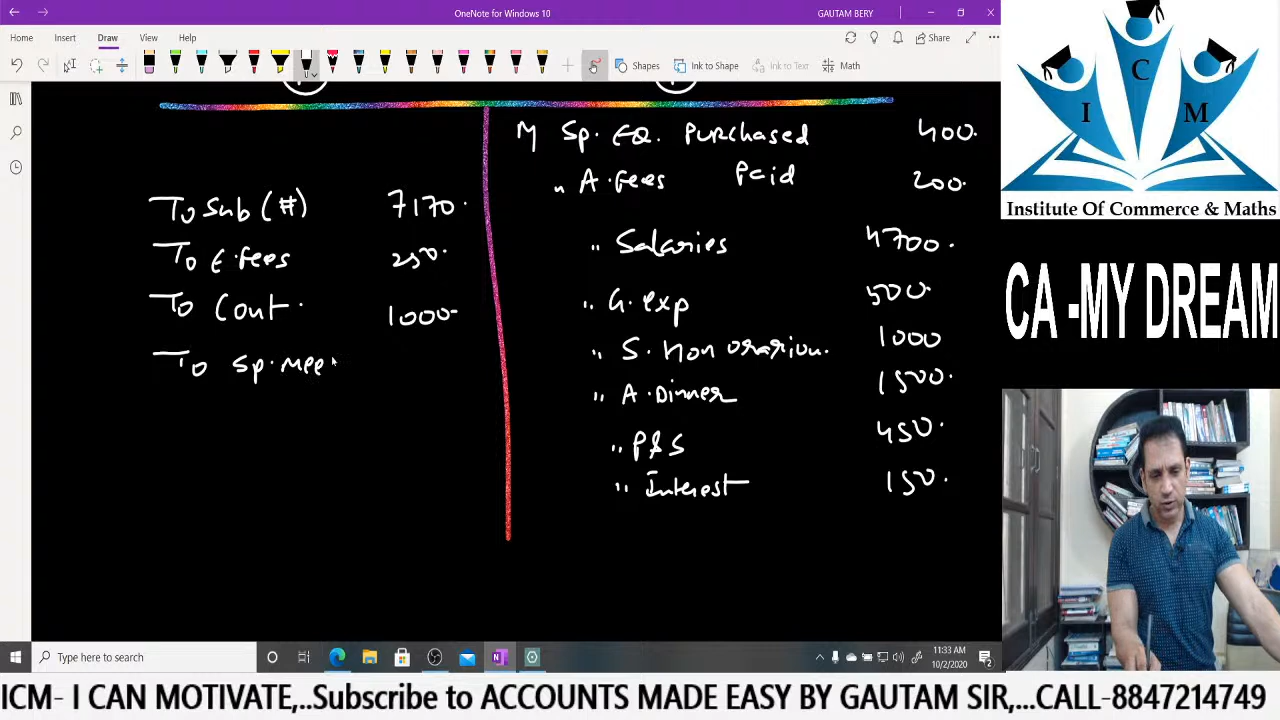 OneNote for Windows 10
GAUTAM BERY
Home Insert Draw View Help
Share
Shapes
Ink to Shape
Ink to Text
Math
Sp. EQ. Purchased 400.
" A. Fees Paid 200.
To Sub (#) 7170.
To E. Fees 250.
To Cont.
1000
To Sp. Mee
" Salaries 4700.
" G. exp 500.
" S. Honorarium. 1000
" A. Dinner 1500.
" P&S 450.
" Interest 150.
I C M
Institute Of Commerce & Maths
CA -MY DREAM
Type here to search
11:33 AM
10/2/2020
2
ICM- I CAN MOTIVATE,..Subscribe to ACCOUNTS MADE EASY BY GAUTAM SIR,...CALL-8847214749